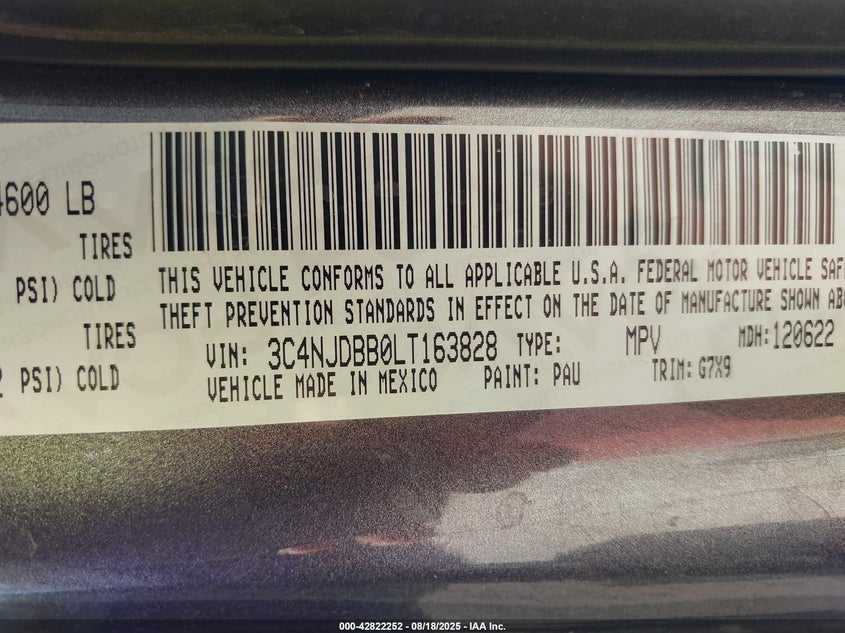 4600 LB
TIRES
PSI) COLD
TIRES
PSI) COLD
THIS VEHICLE CONFORMS TO ALL APPLICABLE U.S.A. FEDERAL MOTOR VEHICLE SAF
THEFT PREVENTION STANDARDS IN EFFECT ON THE DATE OF MANUFACTURE SHOWN ABO
VIN: 3C4NJDBB0LT163828 TYPE: MPV MDH:120622
VEHICLE MADE IN MEXICO PAINT: PAU TRIM: G7X9
000-42822252 - 08/18/2025 - IAA Inc.